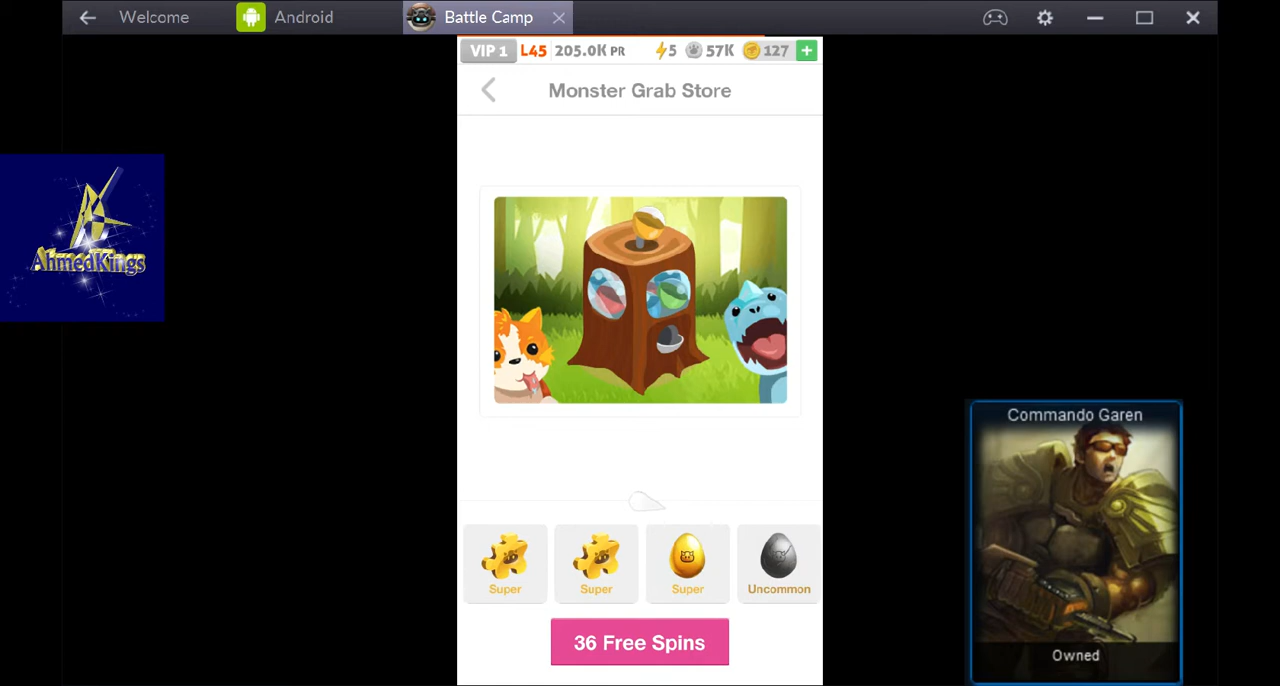 Welcome
Android
Battle Camp
VIP 1 L45 205.0K PR 5 57K 127
Monster Grab Store
AhmedKings
Commando Garen
Super
Super
Super
Uncommon
36 Free Spins
Owned